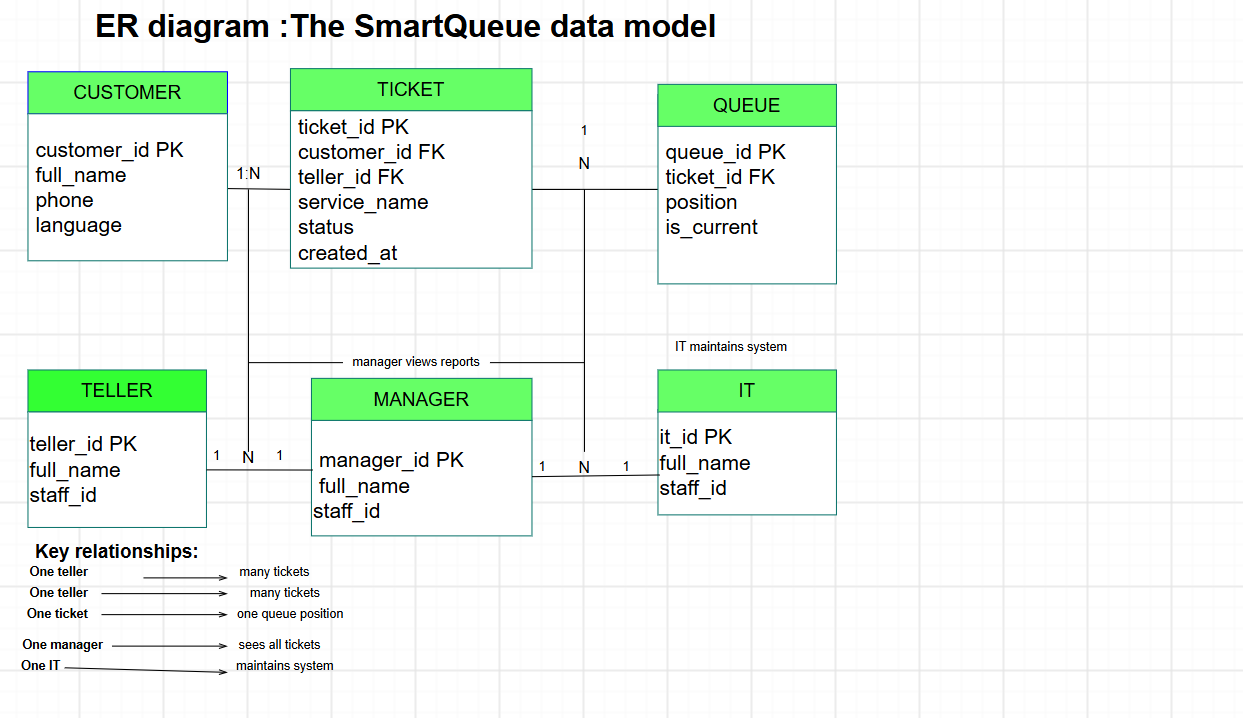 ER diagram :The SmartQueue data model
CUSTOMER
customer_id PK
full_name
phone
language
1:N
TICKET
ticket_id PK
customer_id FK
teller_id FK
service_name
status
created_at
1
N
QUEUE
queue_id PK
ticket_id FK
position
is_current
manager views reports
IT maintains system
TELLER
teller_id PK
full_name
staff_id
1
N
1
MANAGER
manager_id PK
full_name
staff_id
1
N
1
IT
it_id PK
full_name
staff_id
Key relationships:
One teller many tickets
One teller many tickets
One ticket one queue position
One manager sees all tickets
One IT maintains system